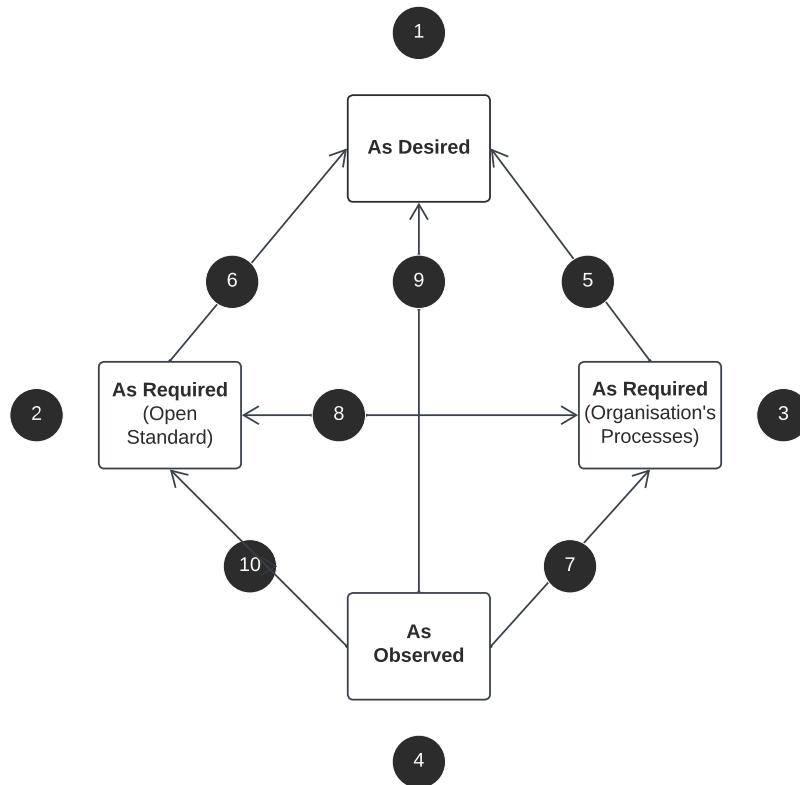 1
As Desired
6
9
5
As Required
(Open
Standard)
As Required
(Organisation's
Processes)
2
8
3
10
7
As
Observed
4